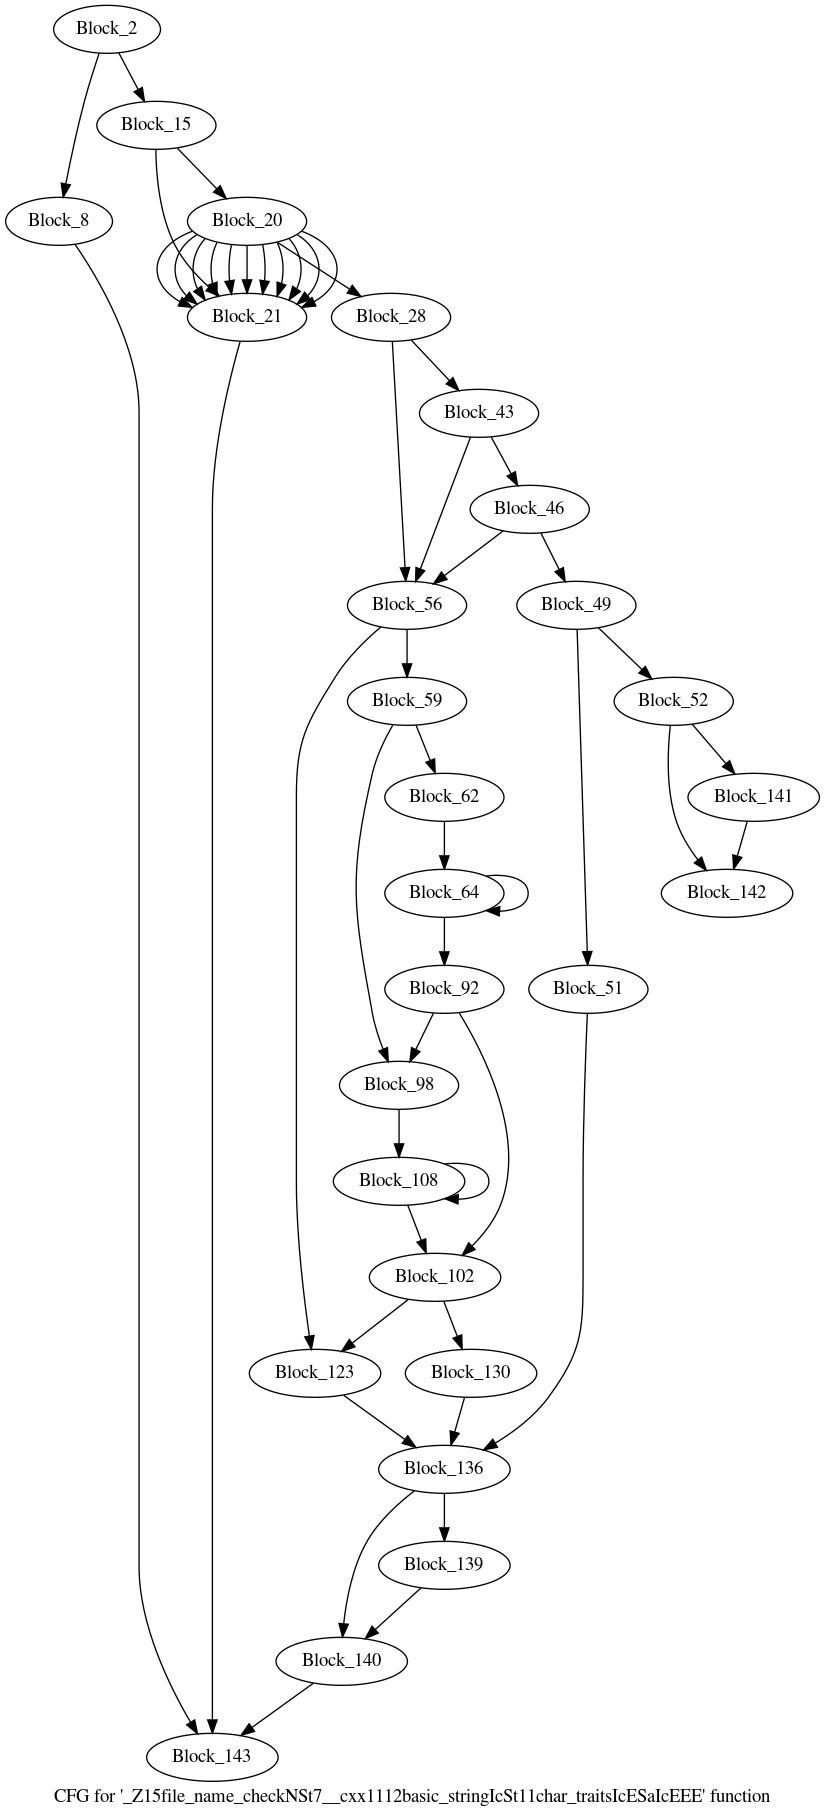 Block_2
Block_15
Block_8
Block_20
Block_21
Block_28
Block_43
Block_46
Block_56
Block_49
Block_59
Block_52
Block_62
Block_141
Block_64
Block_142
Block_92
Block_51
Block_98
Block_108
Block_102
Block_123
Block_130
Block_136
Block_139
Block_140
Block_143
CFG for '_Z15file_name_checkNSt7__cxx1112basic_stringIcSt11char_traitsIcESaIcEEE' function